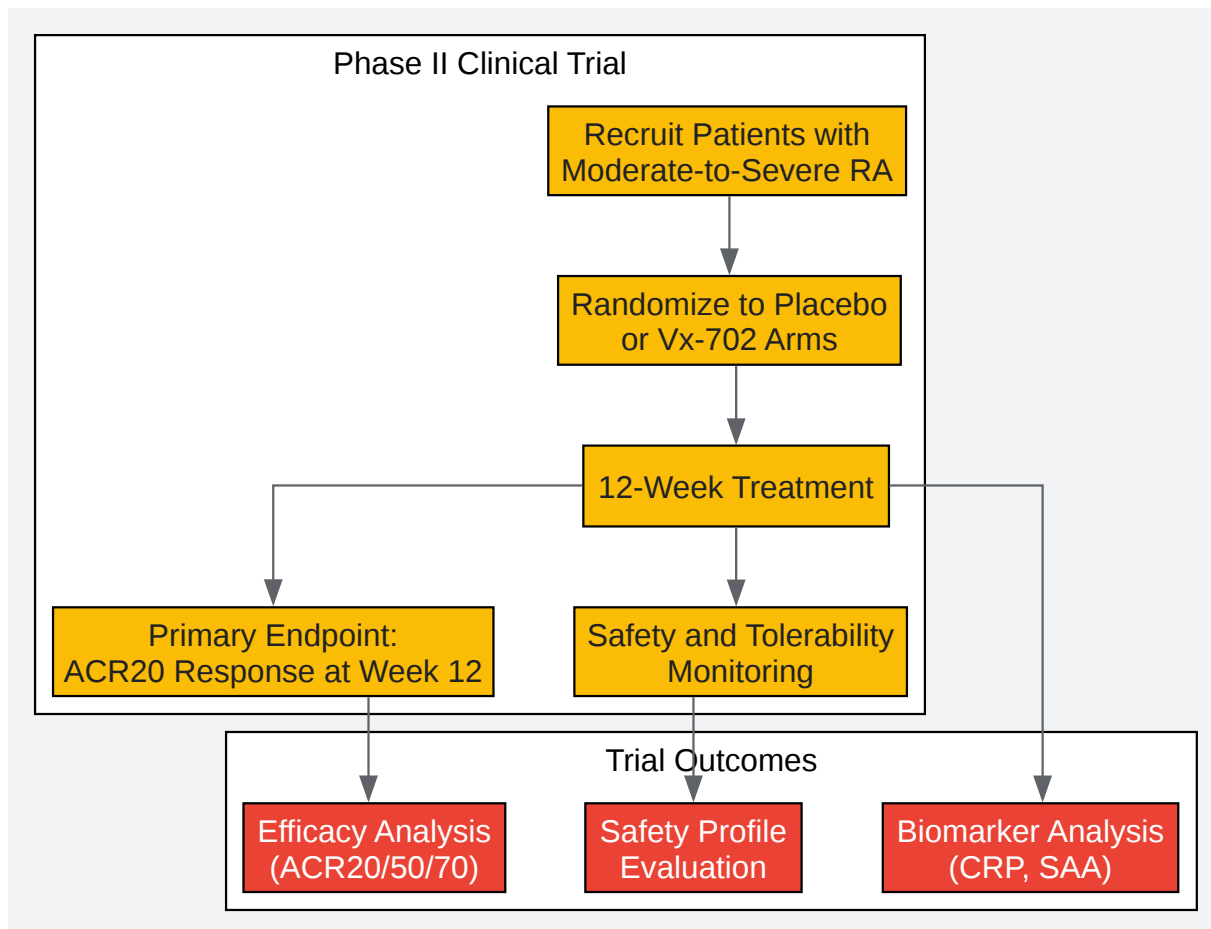 Phase II Clinical Trial
Recruit Patients with
Moderate-to-Severe RA
Randomize to Placebo
or Vx-702 Arms
12-Week Treatment
Primary Endpoint:
ACR20 Response at Week 12
Safety and Tolerability
Monitoring
Trial Outcomes
Efficacy Analysis
(ACR20/50/70)
Safety Profile
Evaluation
Biomarker Analysis
(CRP, SAA)